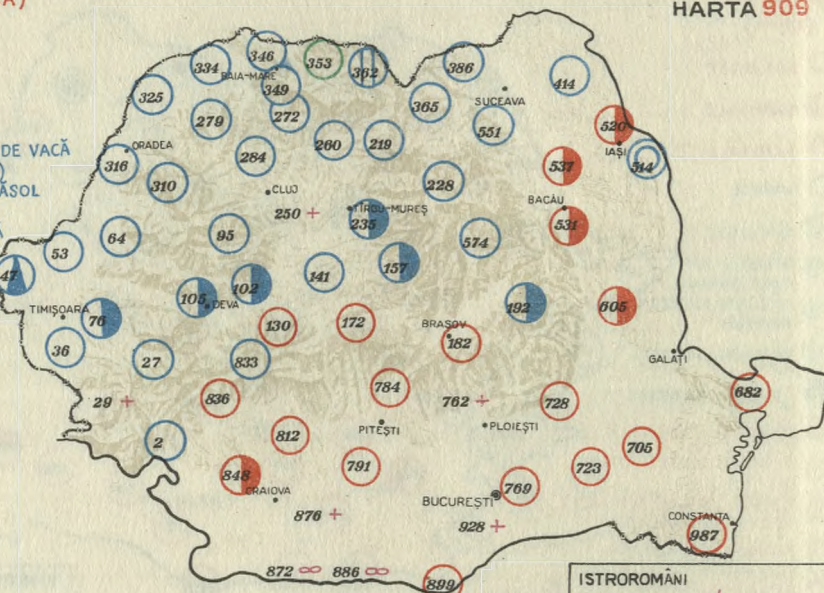 A)
HARTA 909
346
334
353
362
386
BAIA-MARE
349
414
325
365
SUCEAVA
279
272
551
520
260
219
IAȘI
DE VACĂ
ORADEA
284
537
514
316
310
CLUJ
228
ĂSOL
BACĂU
250 +
TÎRGU-MUREȘ
235
531
64
95
574
53
157
47
141
102
105
DEVA
192
605
TIMIȘOARA
76
130
172
BRAȘOV
182
36
27
833
GALAȚI
784
682
29 +
836
762 +
728
PITEȘTI
PLOIEȘTI
2
812
705
791
723
848
CRAIOVA
769
BUCUREȘTI
876 +
928 +
CONSTANȚA
987
872 ∞ 886 ∞
899
ISTROROMÂNI